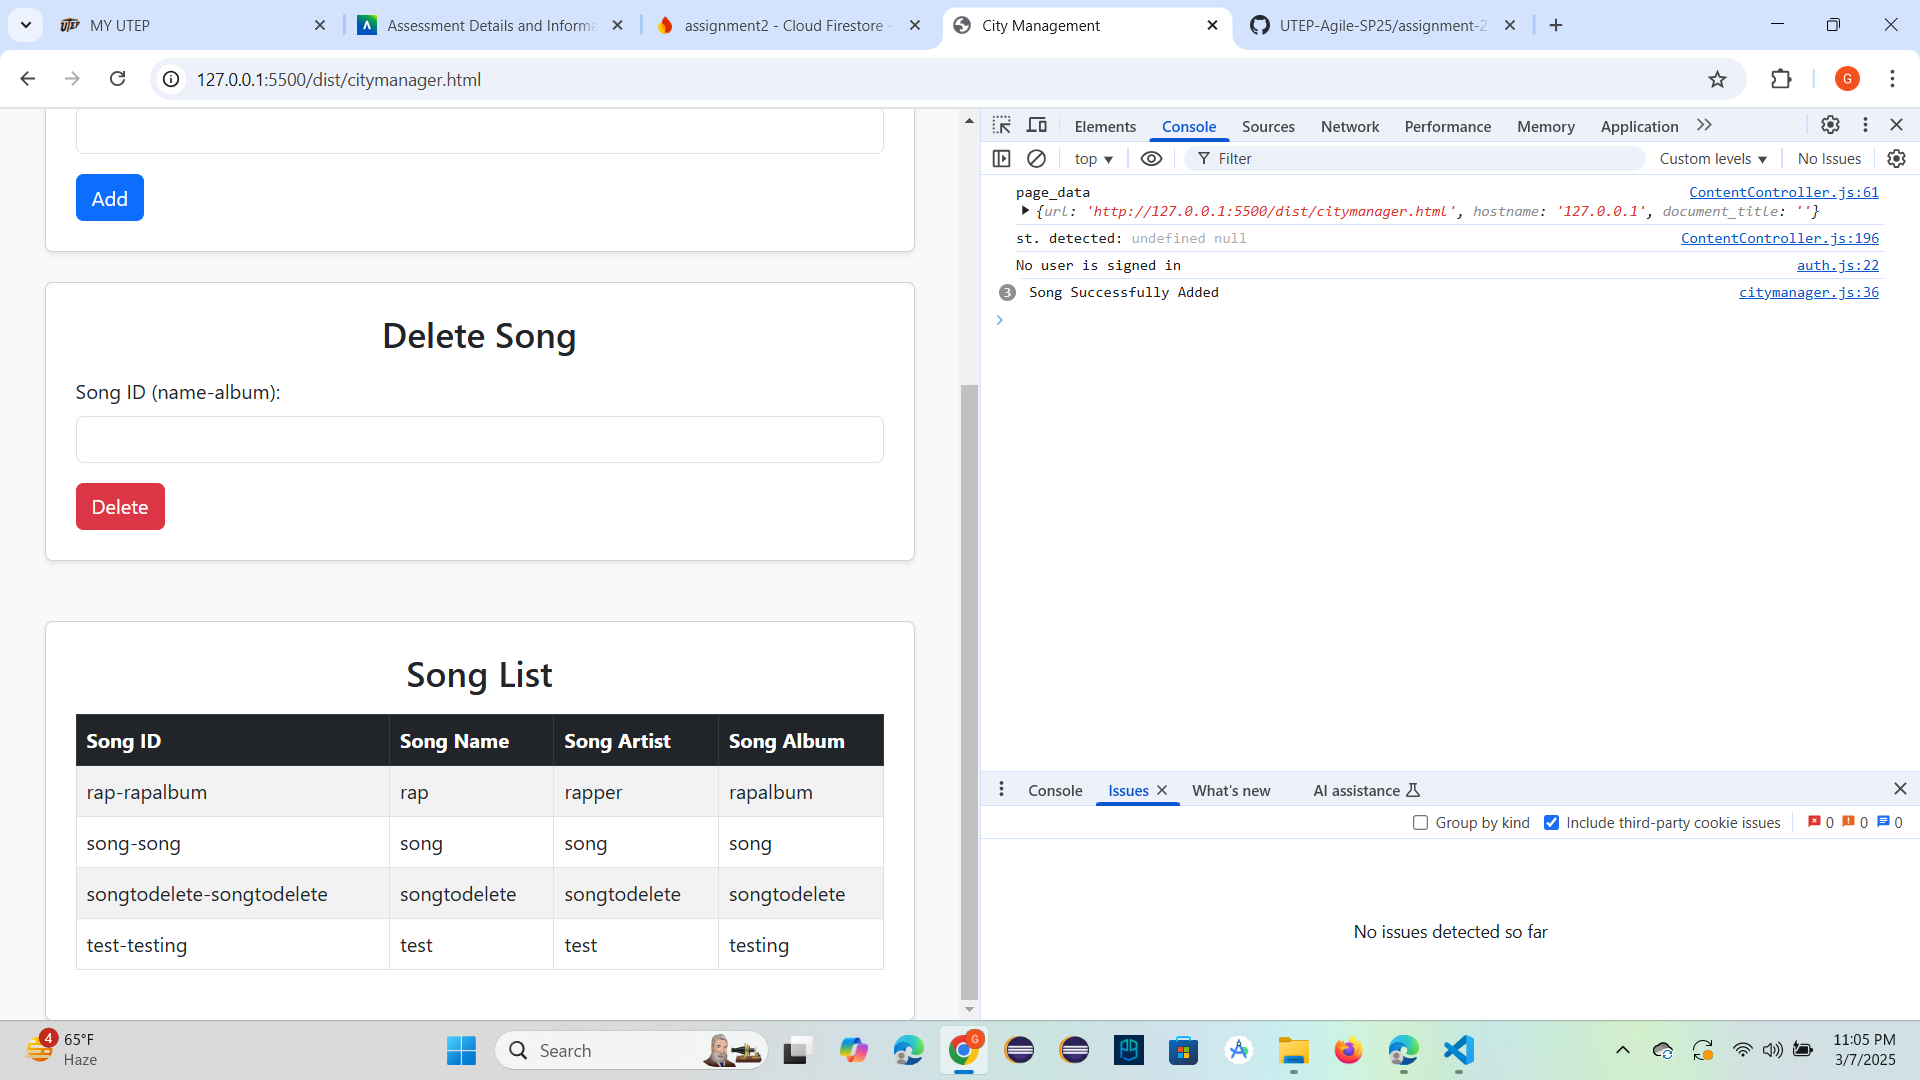 MY UTEP
Assessment Details and Informa
assignment2 - Cloud Firestore -
City Management
UTEP-Agile-SP25/assignment-2
127.0.0.1:5500/dist/citymanager.html
G
Add
Delete Song
Song ID (name-album):
Delete
Song List
Song ID Song Name Song Artist Song Album
rap-rapalbum rap rapper rapalbum
song-song song song song
songtodelete-songtodelete songtodelete songtodelete songtodelete
test-testing test test testing
Elements Console Sources Network Performance Memory Application
top Filter Custom levels No Issues
page_data ContentController.js:61
{url: 'http://127.0.0.1:5500/dist/citymanager.html', hostname: '127.0.0.1', document_title: ''}
st. detected: undefined null ContentController.js:196
No user is signed in auth.js:22
3 Song Successfully Added citymanager.js:36
Console Issues What's new AI assistance
Group by kind Include third-party cookie issues 0 0 0
No issues detected so far
4 65°F
Haze
Search
G
11:05 PM
3/7/2025